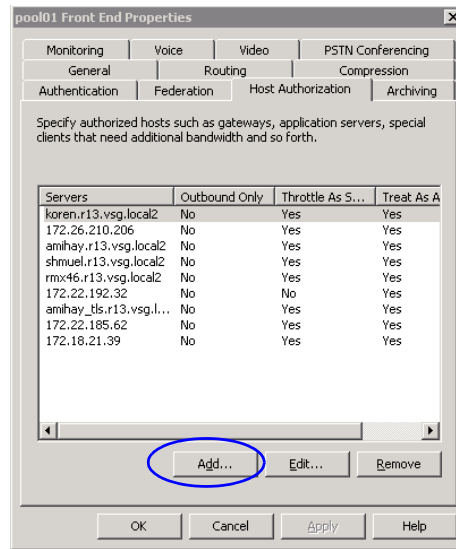 pool01 Front End Properties
Monitoring Voice Video PSTN Conferencing
General Routing Compression
Authentication Federation Host Authorization Archiving
Specify authorized hosts such as gateways, application servers, special
clients that need additional bandwidth and so forth.
Servers Outbound Only Throttle As S... Treat As A
koren.r13.vsg.local2 No Yes Yes
172.26.210.206 No Yes Yes
amihay.r13.vsg.local2 No Yes Yes
shmuel.r13.vsg.local2 No Yes Yes
rmx46.r13.vsg.local2 No Yes Yes
172.22.192.32 No No Yes
amihay_tls.r13.vsg.l... No Yes Yes
172.22.185.62 No Yes Yes
172.18.21.39 No Yes Yes
Add... Edit... Remove
OK Cancel Apply Help